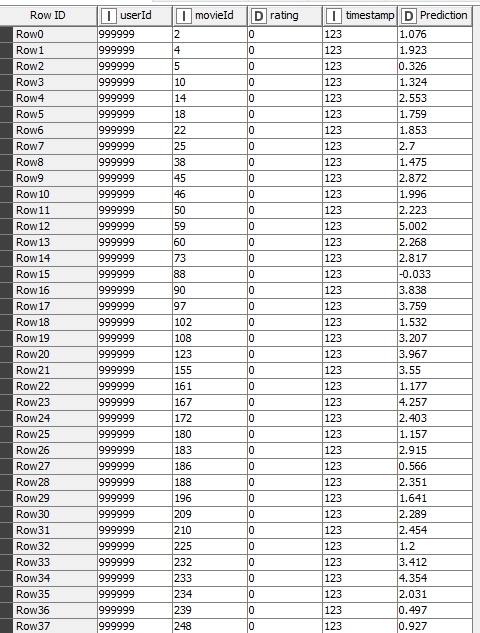 Row ID I userId I movieId D rating I timestamp D Prediction
Row0 999999 2 0 123 1.076
Row1 999999 4 0 123 1.923
Row2 999999 5 0 123 0.326
Row3 999999 10 0 123 1.324
Row4 999999 14 0 123 2.553
Row5 999999 18 0 123 1.759
Row6 999999 22 0 123 1.853
Row7 999999 25 0 123 2.7
Row8 999999 38 0 123 1.475
Row9 999999 45 0 123 2.872
Row10 999999 46 0 123 1.996
Row11 999999 50 0 123 2.223
Row12 999999 59 0 123 5.002
Row13 999999 60 0 123 2.268
Row14 999999 73 0 123 2.817
Row15 999999 88 0 123 -0.033
Row16 999999 90 0 123 3.838
Row17 999999 97 0 123 3.759
Row18 999999 102 0 123 1.532
Row19 999999 108 0 123 3.207
Row20 999999 123 0 123 3.967
Row21 999999 155 0 123 3.55
Row22 999999 161 0 123 1.177
Row23 999999 167 0 123 4.257
Row24 999999 172 0 123 2.403
Row25 999999 180 0 123 1.157
Row26 999999 183 0 123 2.915
Row27 999999 186 0 123 0.566
Row28 999999 188 0 123 2.351
Row29 999999 196 0 123 1.641
Row30 999999 209 0 123 2.289
Row31 999999 210 0 123 2.454
Row32 999999 225 0 123 1.2
Row33 999999 232 0 123 3.412
Row34 999999 233 0 123 4.354
Row35 999999 234 0 123 2.031
Row36 999999 239 0 123 0.497
Row37 999999 248 0 123 0.927